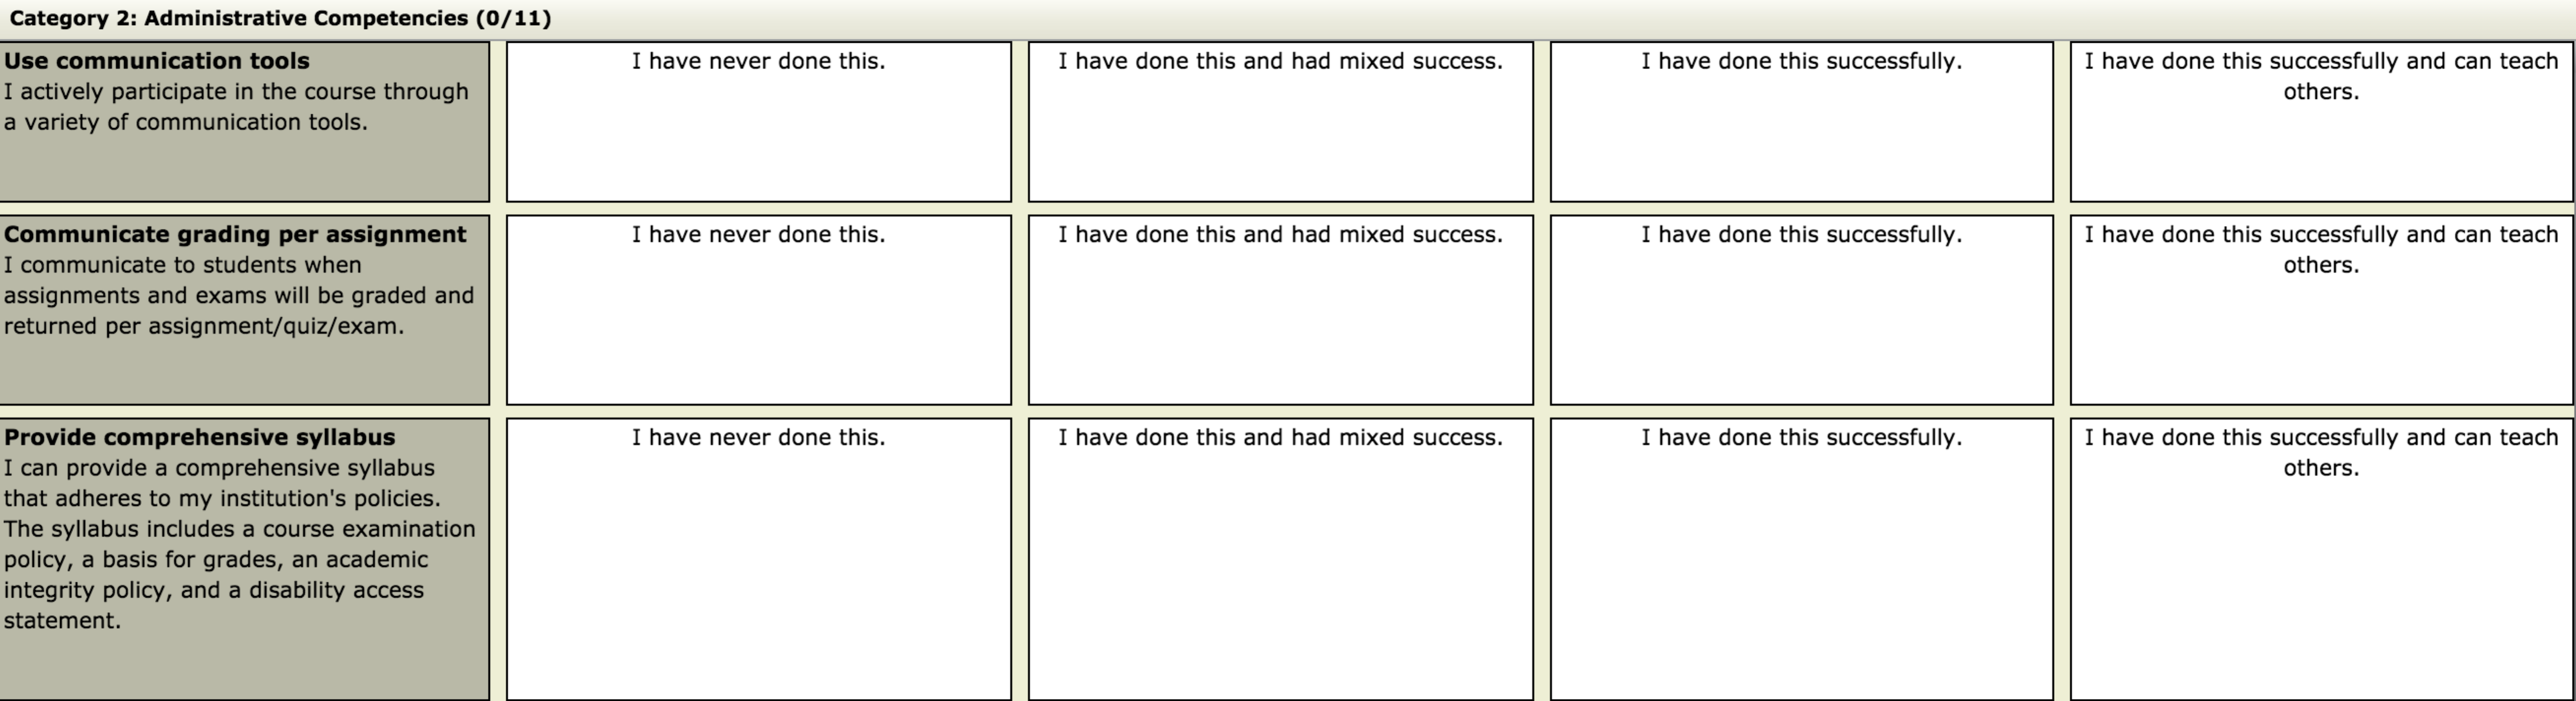 Category 2: Administrative Competencies (0/11)
Use communication tools
I actively participate in the course through
a variety of communication tools.
I have never done this.
I have done this and had mixed success.
I have done this successfully.
I have done this successfully and can teach
others.
Communicate grading per assignment
I communicate to students when
assignments and exams will be graded and
returned per assignment/quiz/exam.
I have never done this.
I have done this and had mixed success.
I have done this successfully.
I have done this successfully and can teach
others.
Provide comprehensive syllabus
I can provide a comprehensive syllabus
that adheres to my institution's policies.
The syllabus includes a course examination
policy, a basis for grades, an academic
integrity policy, and a disability access
statement.
I have never done this.
I have done this and had mixed success.
I have done this successfully.
I have done this successfully and can teach
others.